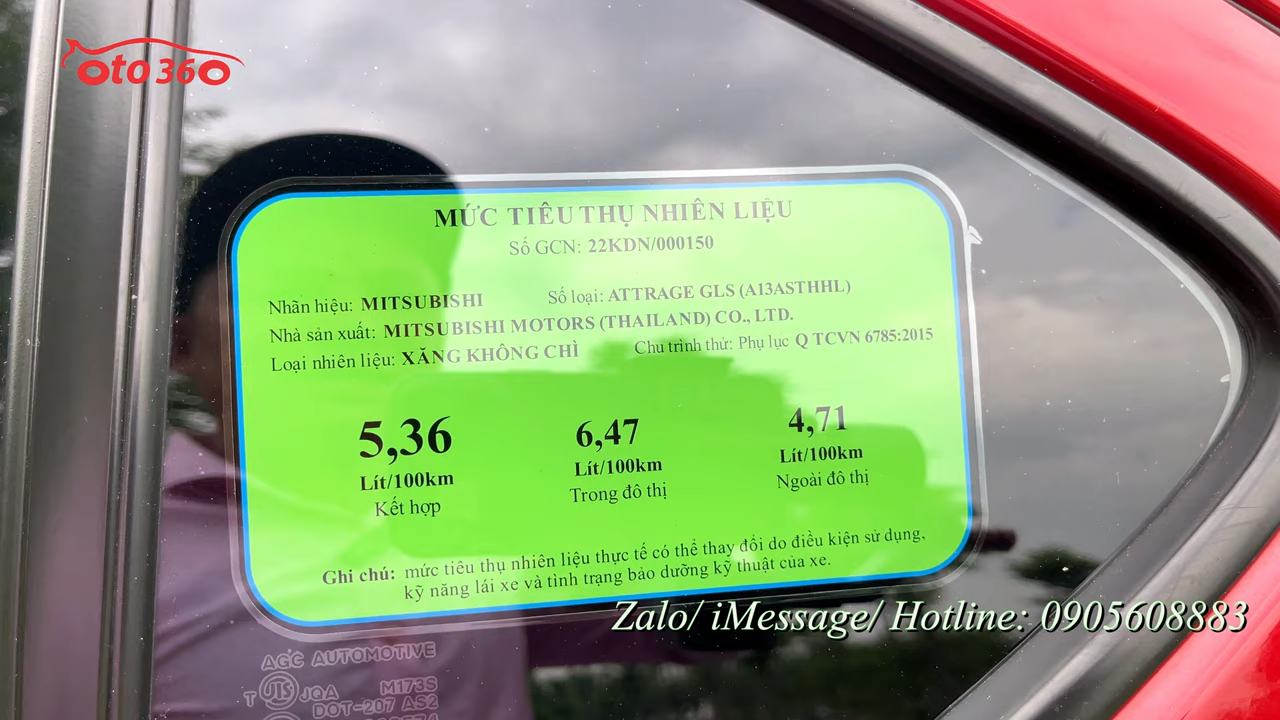 oto360
MỨC TIÊU THỤ NHIÊN LIỆU
Số GCN: 22KDN/000150
Nhãn hiệu: MITSUBISHI Số loại: ATTRAGE GLS (A13ASTHHL)
Nhà sản xuất: MITSUBISHI MOTORS (THAILAND) CO., LTD.
Loại nhiên liệu: XĂNG KHÔNG CHÌ Chu trình thử: Phụ lục Q TCVN 6785:2015
5,36 6,47 4,71
Lít/100km Lít/100km Lít/100km
Kết hợp Trong đô thị Ngoài đô thị
Ghi chú: mức tiêu thụ nhiên liệu thực tế có thể thay đổi do điều kiện sử dụng,
kỹ năng lái xe và tình trạng bảo dưỡng kỹ thuật của xe.
Zalo/ iMessage/ Hotline: 0905608883
AGC AUTOMOTIVE
T JIS JQA M173S
DOT-207 AS2